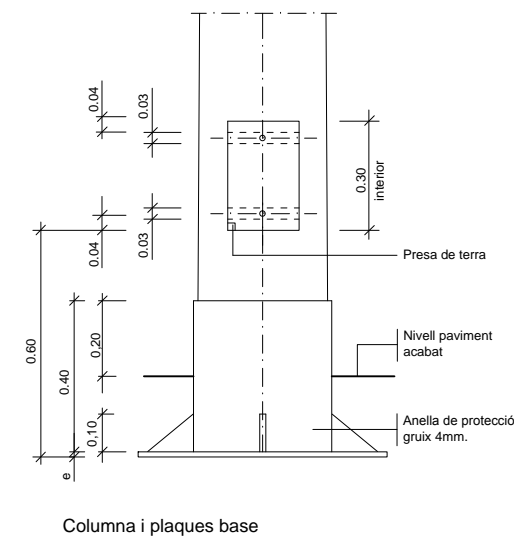 0.04
0.03
0.30
interior
0.04
0.03
Presa de terra
0.60
0.40
0,20
Nivell paviment
acabat
0,10
Anella de protecció
gruix 4mm.
e
Columna i plaques base